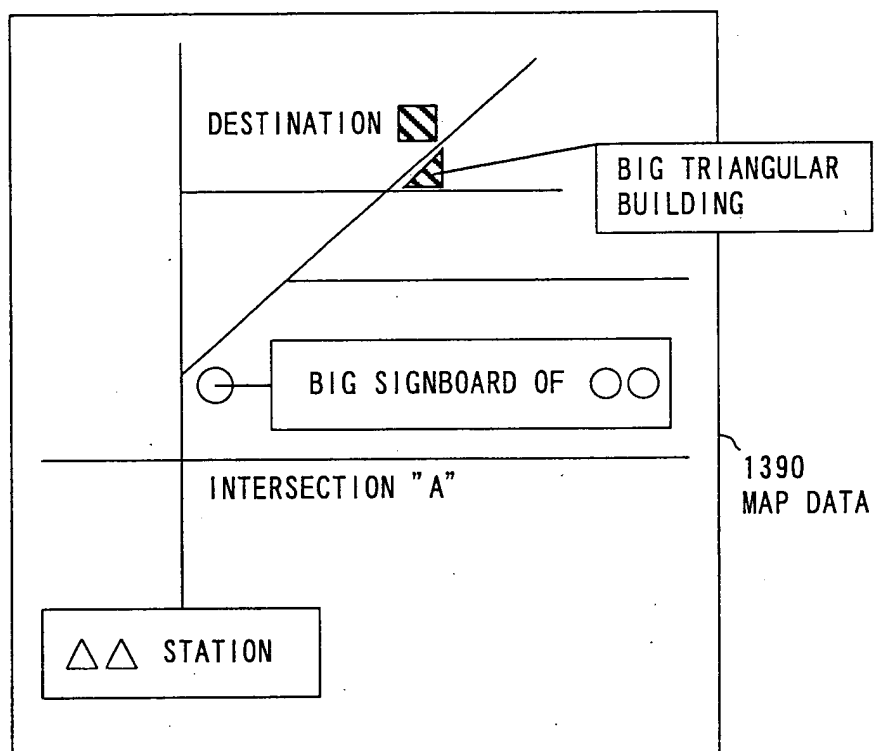 DESTINATION
BIG TRIANGULAR
BUILDING
BIG SIGNBOARD OF ○○
INTERSECTION "A"
1390
MAP DATA
△△ STATION